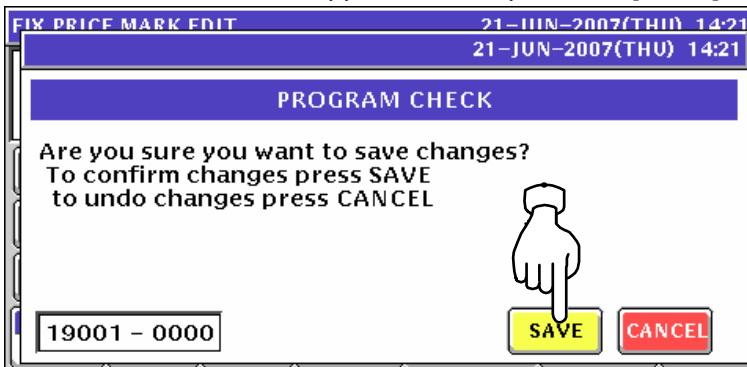 FIX PRICE MARK EDIT 21-JUN-2007(THU) 14:21
21-JUN-2007(THU) 14:21
PROGRAM CHECK
Are you sure you want to save changes?
To confirm changes press SAVE
to undo changes press CANCEL
19001 - 0000 SAVE CANCEL